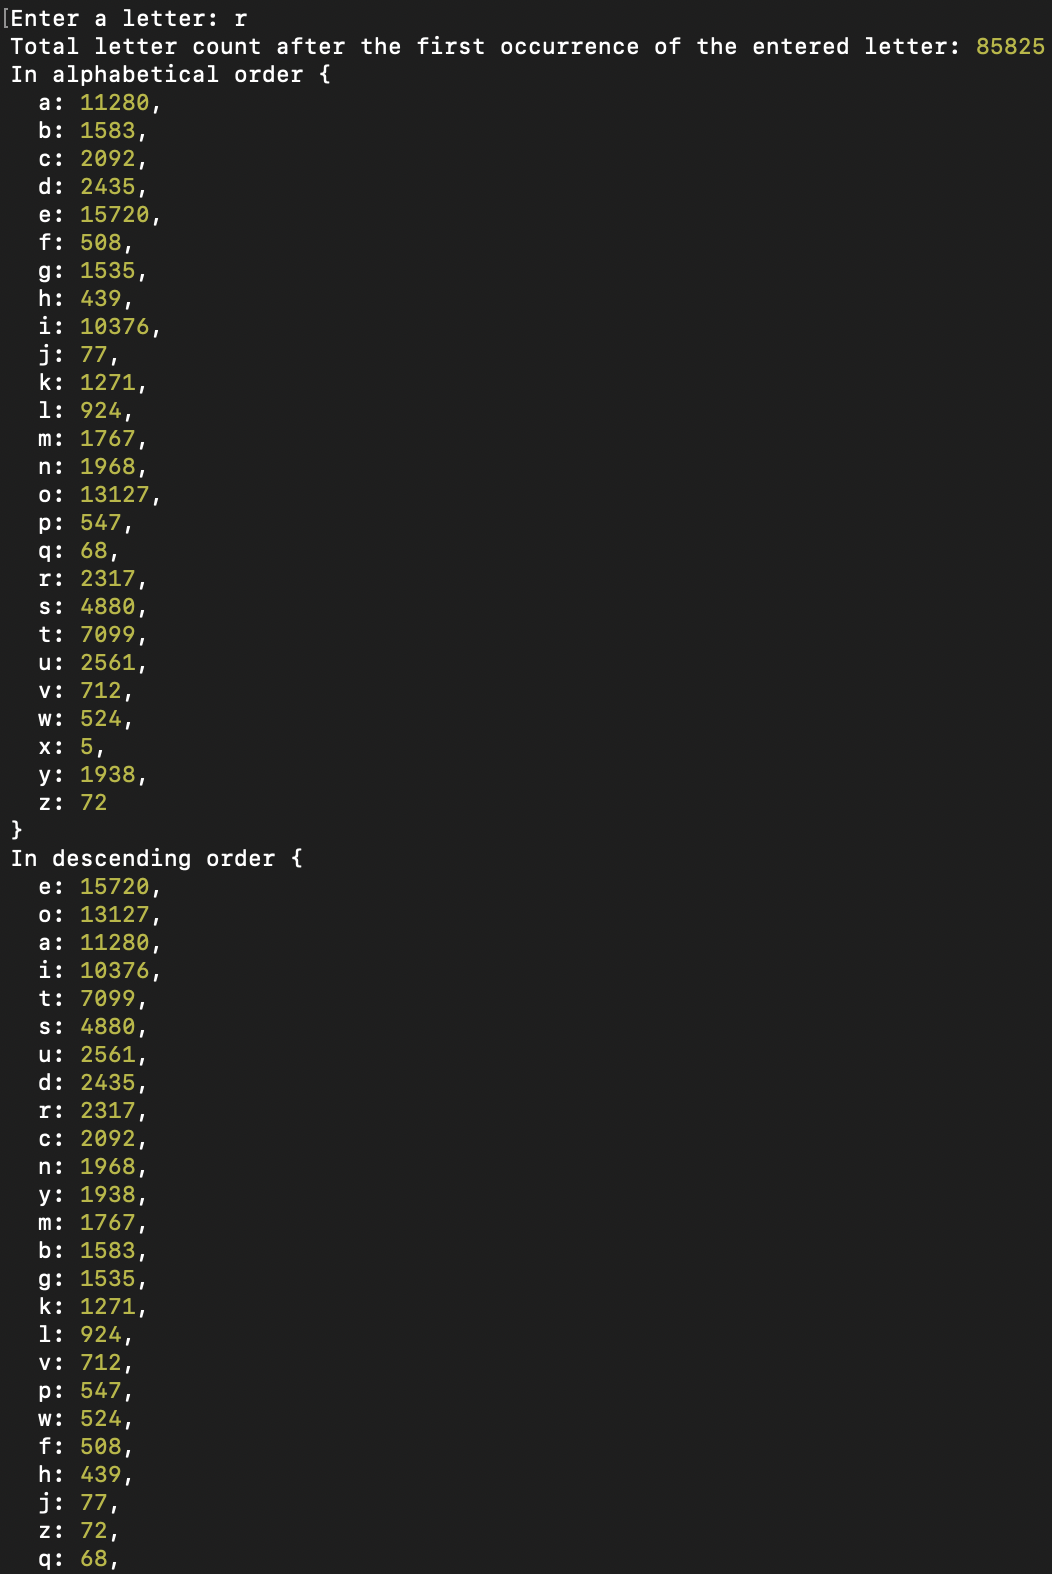 [Enter a letter: r
Total letter count after the first occurrence of the entered letter: 85825
In alphabetical order {
a: 11280,
b: 1583,
c: 2092,
d: 2435,
e: 15720,
f: 508,
g: 1535,
h: 439,
i: 10376,
j: 77,
k: 1271,
l: 924,
m: 1767,
n: 1968,
o: 13127,
p: 547,
q: 68,
r: 2317,
s: 4880,
t: 7099,
u: 2561,
v: 712,
w: 524,
x: 5,
y: 1938,
z: 72
}
In descending order {
e: 15720,
o: 13127,
a: 11280,
i: 10376,
t: 7099,
s: 4880,
u: 2561,
d: 2435,
r: 2317,
c: 2092,
n: 1968,
y: 1938,
m: 1767,
b: 1583,
g: 1535,
k: 1271,
l: 924,
v: 712,
p: 547,
w: 524,
f: 508,
h: 439,
j: 77,
z: 72,
q: 68,